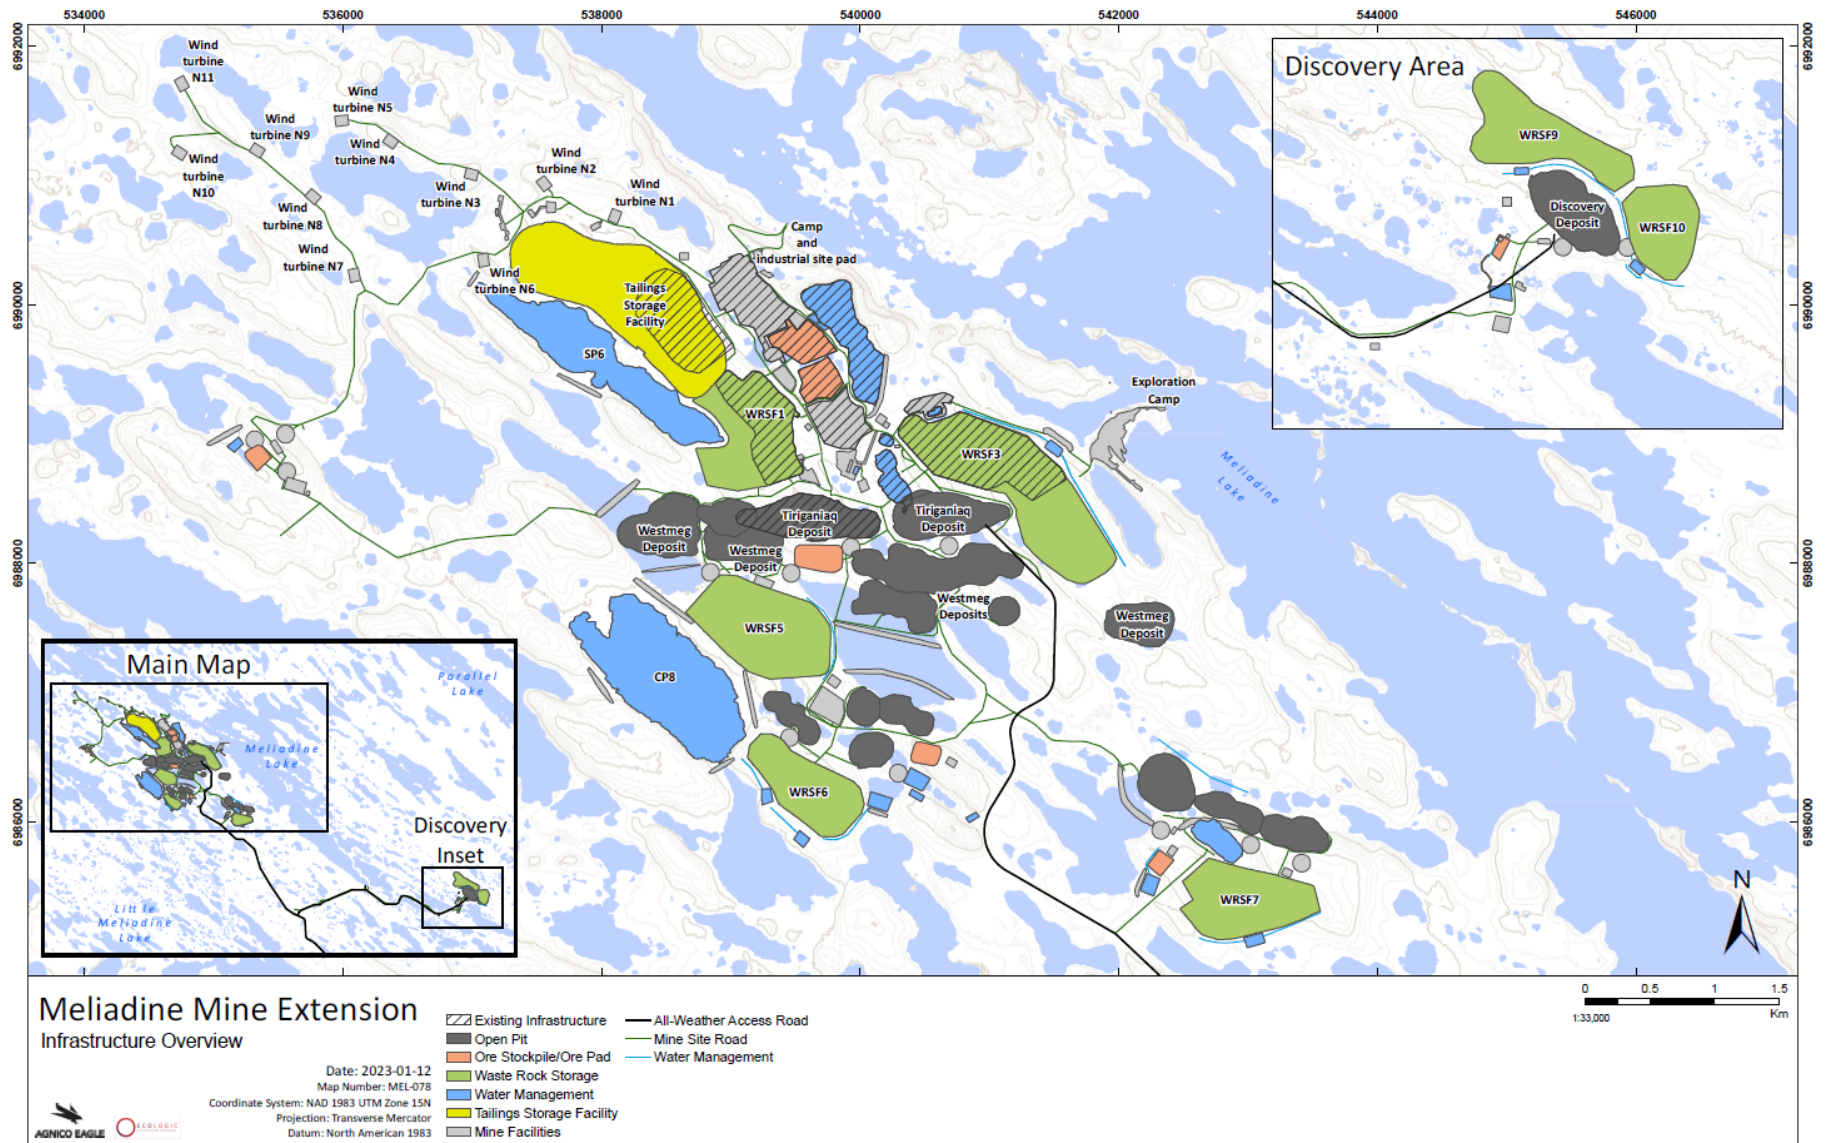 534000
536000
538000
540000
542000
544000
546000
6992000
6992000
6990000
6990000
6988000
6988000
6986000
6986000
Wind
turbine
N11
Wind
turbine N5
Wind
turbine N9
Wind
turbine N4
Wind
turbine
N10
Wind
turbine N2
Wind
turbine N3
Wind
turbine N1
Wind
turbine N8
Wind
turbine N7
Wind
turbine N6
Camp
and
industrial site pad
Tailings
Storage
Facility
SP6
WRSF1
Exploration
Camp
WRSF3
Meliadine
Lake
Tiriganiaq
Deposit
Tiriganiaq
Deposit
Westmeg
Deposit
Westmeg
Deposit
Westmeg
Deposits
Westmeg
Deposit
WRSF5
CP8
WRSF6
WRSF7
Discovery Area
WRSF9
Discovery
Deposit
WRSF10
Main Map
Parallel
Lake
Meliadine
Lake
Discovery
Inset
Little
Meliadine
Lake
N
0 0.5 1 1.5
Km
1:33,000
Meliadine Mine Extension
Infrastructure Overview
Date: 2023-01-12
Map Number: MEL-078
Coordinate System: NAD 1983 UTM Zone 15N
Projection: Transverse Mercator
Datum: North American 1983
AGNICO EAGLE
ECOLOGIC
Existing Infrastructure
Open Pit
Ore Stockpile/Ore Pad
Waste Rock Storage
Water Management
Tailings Storage Facility
Mine Facilities
All-Weather Access Road
Mine Site Road
Water Management